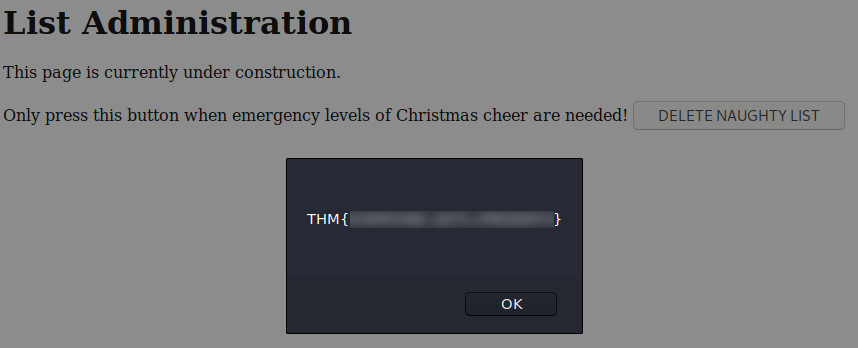 List Administration
This page is currently under construction.
Only press this button when emergency levels of Christmas cheer are needed! DELETE NAUGHTY LIST
THM{ }
OK